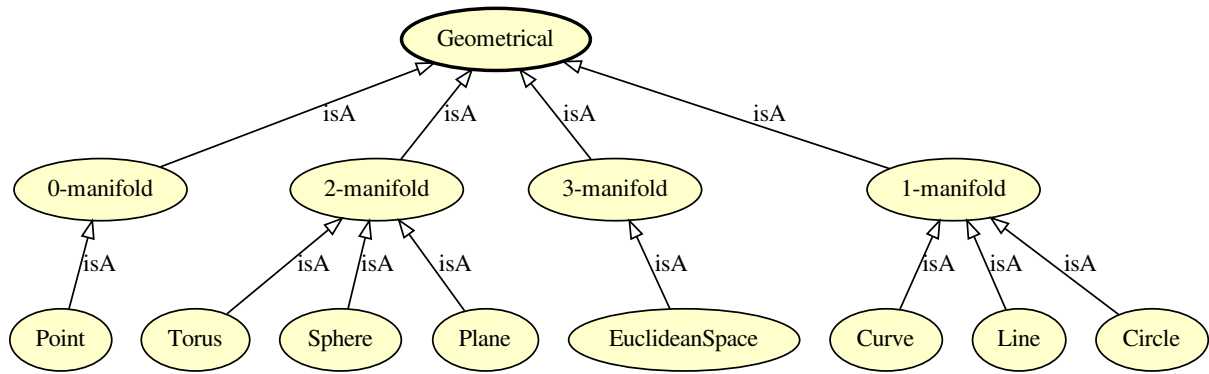 Geometrical
isA isA isA isA
0-manifold 2-manifold 3-manifold 1-manifold
isA isA isA isA isA isA isA isA
Point Torus Sphere Plane EuclideanSpace Curve Line Circle